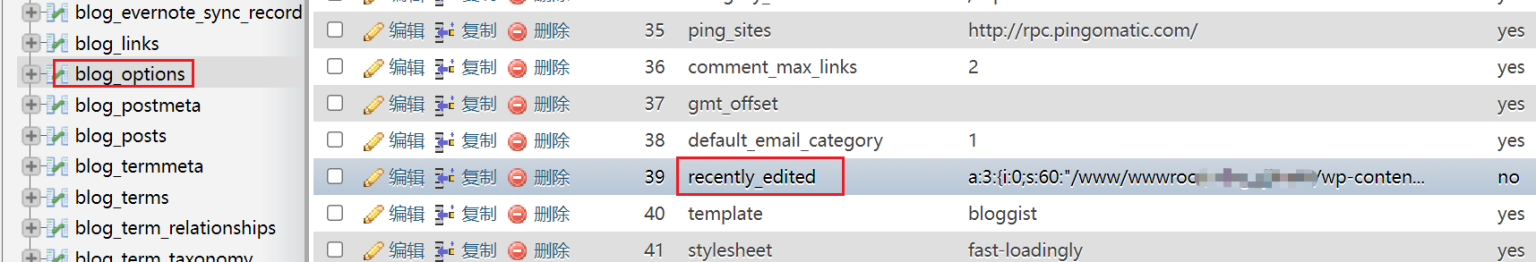 blog_evernote_sync_record
blog_links
blog_options
blog_postmeta
blog_posts
blog_termmeta
blog_terms
blog_term_relationships
blog_term_taxonomy
编辑 复制 删除 35 ping_sites http://rpc.pingomatic.com/ yes
编辑 复制 删除 36 comment_max_links 2 yes
编辑 复制 删除 37 gmt_offset yes
编辑 复制 删除 38 default_email_category 1 yes
编辑 复制 删除 39 recently_edited a:3:{i:0;s:60:"/www/wwwroo /wp-conten... no
编辑 复制 删除 40 template bloggist yes
编辑 复制 删除 41 stylesheet fast-loadingly yes